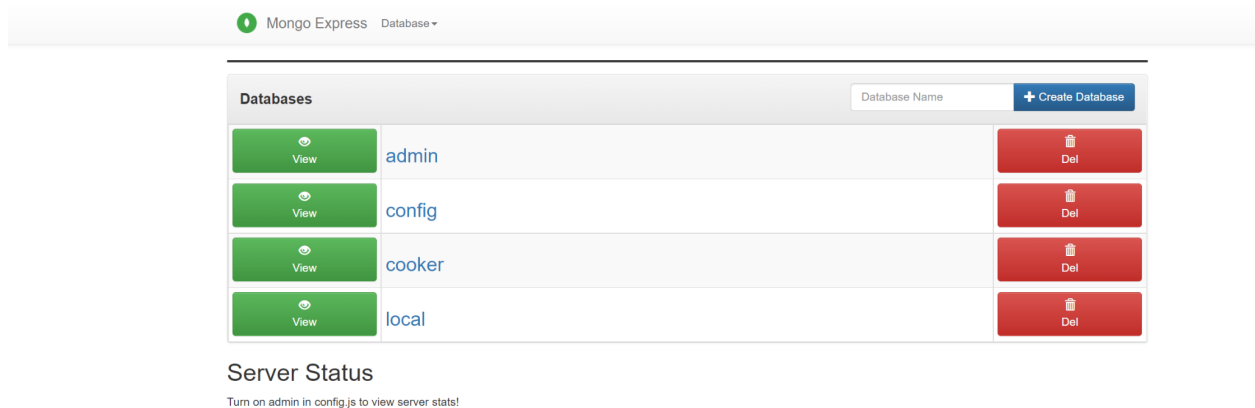 Mongo Express Database
Databases
Database Name
Create Database
View
admin
Del
View
config
Del
View
cooker
Del
View
local
Del
Server Status
Turn on admin in config.js to view server stats!